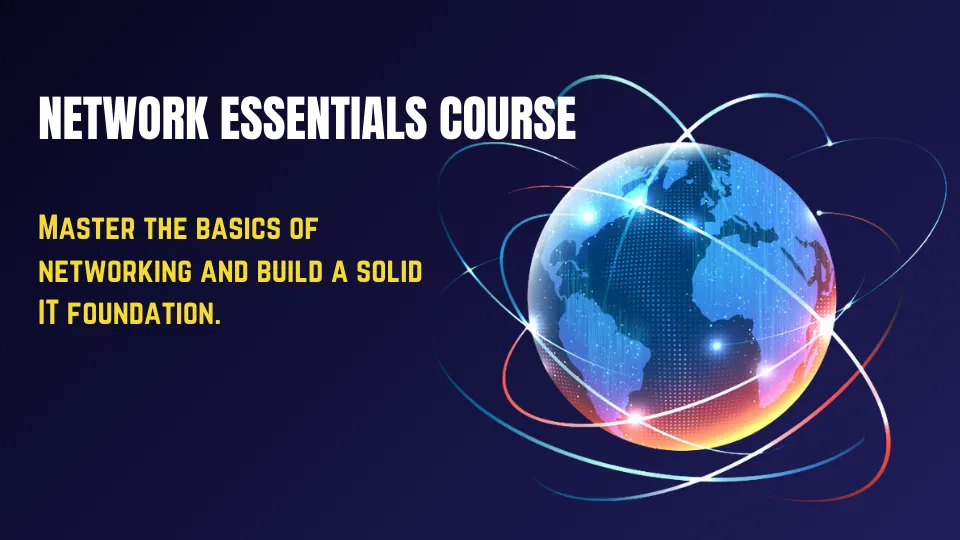 NETWORK ESSENTIALS COURSE
Master the basics of
networking and build a solid
IT foundation.